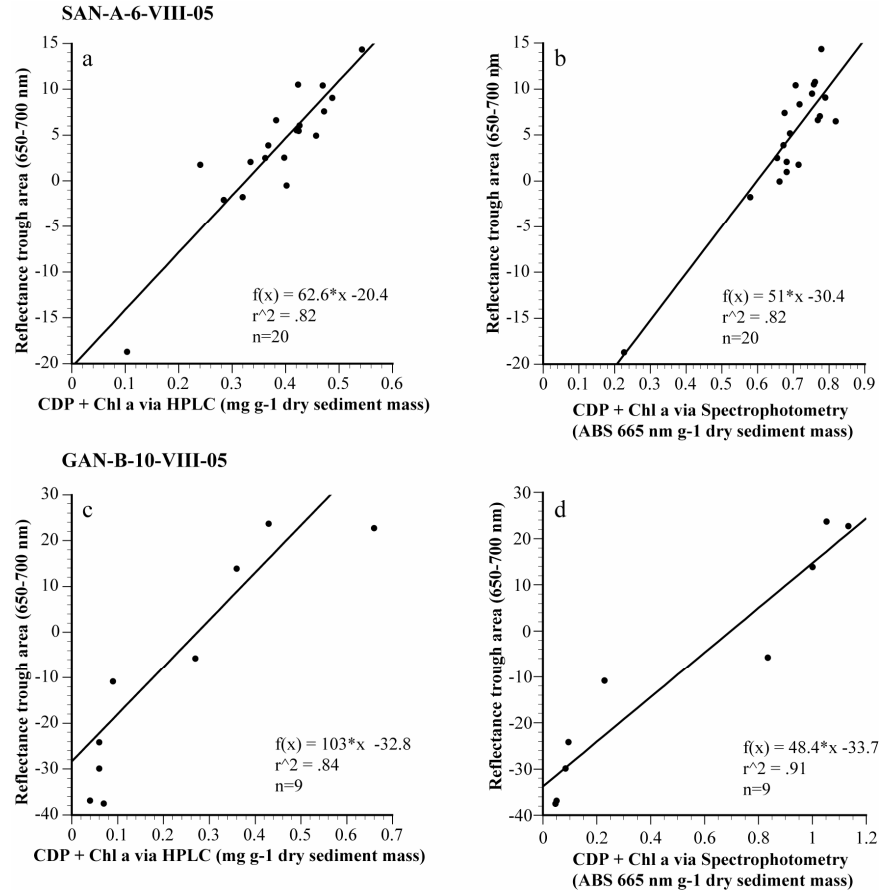 SAN-A-6-VIII-05
a
Reflectance trough area (650-700 nm)
15
10
5
0
-5
-10
-15
-20
f(x) = 62.6*x -20.4
r^2 = .82
n=20
0 0.1 0.2 0.3 0.4 0.5 0.6
CDP + Chl a via HPLC (mg g-1 dry sediment mass)
b
Reflectance trough area (650-700 nm
15
10
5
0
-5
-10
-15
-20
f(x) = 51*x -30.4
r^2 = .82
n=20
0 0.1 0.2 0.3 0.4 0.5 0.6 0.7 0.8 0.9
CDP + Chl a via Spectrophotometry
(ABS 665 nm g-1 dry sediment mass)
GAN-B-10-VIII-05
c
Reflectance trough area (650-700 nm)
30
20
10
0
-10
-20
-30
-40
f(x) = 103*x -32.8
r^2 = .84
n=9
0 0.1 0.2 0.3 0.4 0.5 0.6 0.7
CDP + Chl a via HPLC (mg g-1 dry sediment mass)
d
Reflectance trough area (650-700 nm)
30
20
10
0
-10
-20
-30
-40
f(x) = 48.4*x -33.7
r^2 = .91
n=9
0 0.2 0.4 0.6 0.8 1 1.2
CDP + Chl a via Spectrophotometry
(ABS 665 nm g-1 dry sediment mass)